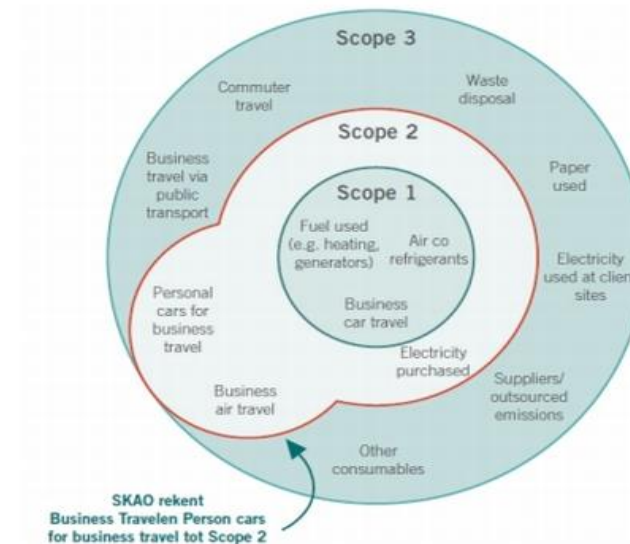 Scope 3
Commuter
travel
Waste
disposal
Scope 2
Business
travel via
public
transport
Paper
used
Scope 1
Fuel used
(e.g. heating,
generators)
Air co
refrigerants
Electricity
used at client
sites
Personal
cars for
business
travel
Business
car travel
Electricity
purchased
Business
air travel
Suppliers/
outsourced
emissions
Other
consumables
SKAO rekent
Business Travelen Person cars
for business travel tot Scope 2